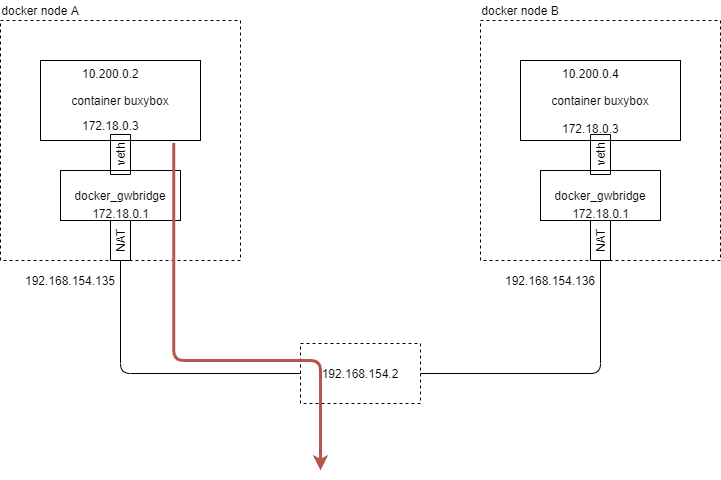 docker node A
10.200.0.2
container buxybox
172.18.0.3
veth
docker_gwbridge
172.18.0.1
NAT
192.168.154.135
docker node B
10.200.0.4
container buxybox
172.18.0.3
veth
docker_gwbridge
172.18.0.1
NAT
192.168.154.136
192.168.154.2